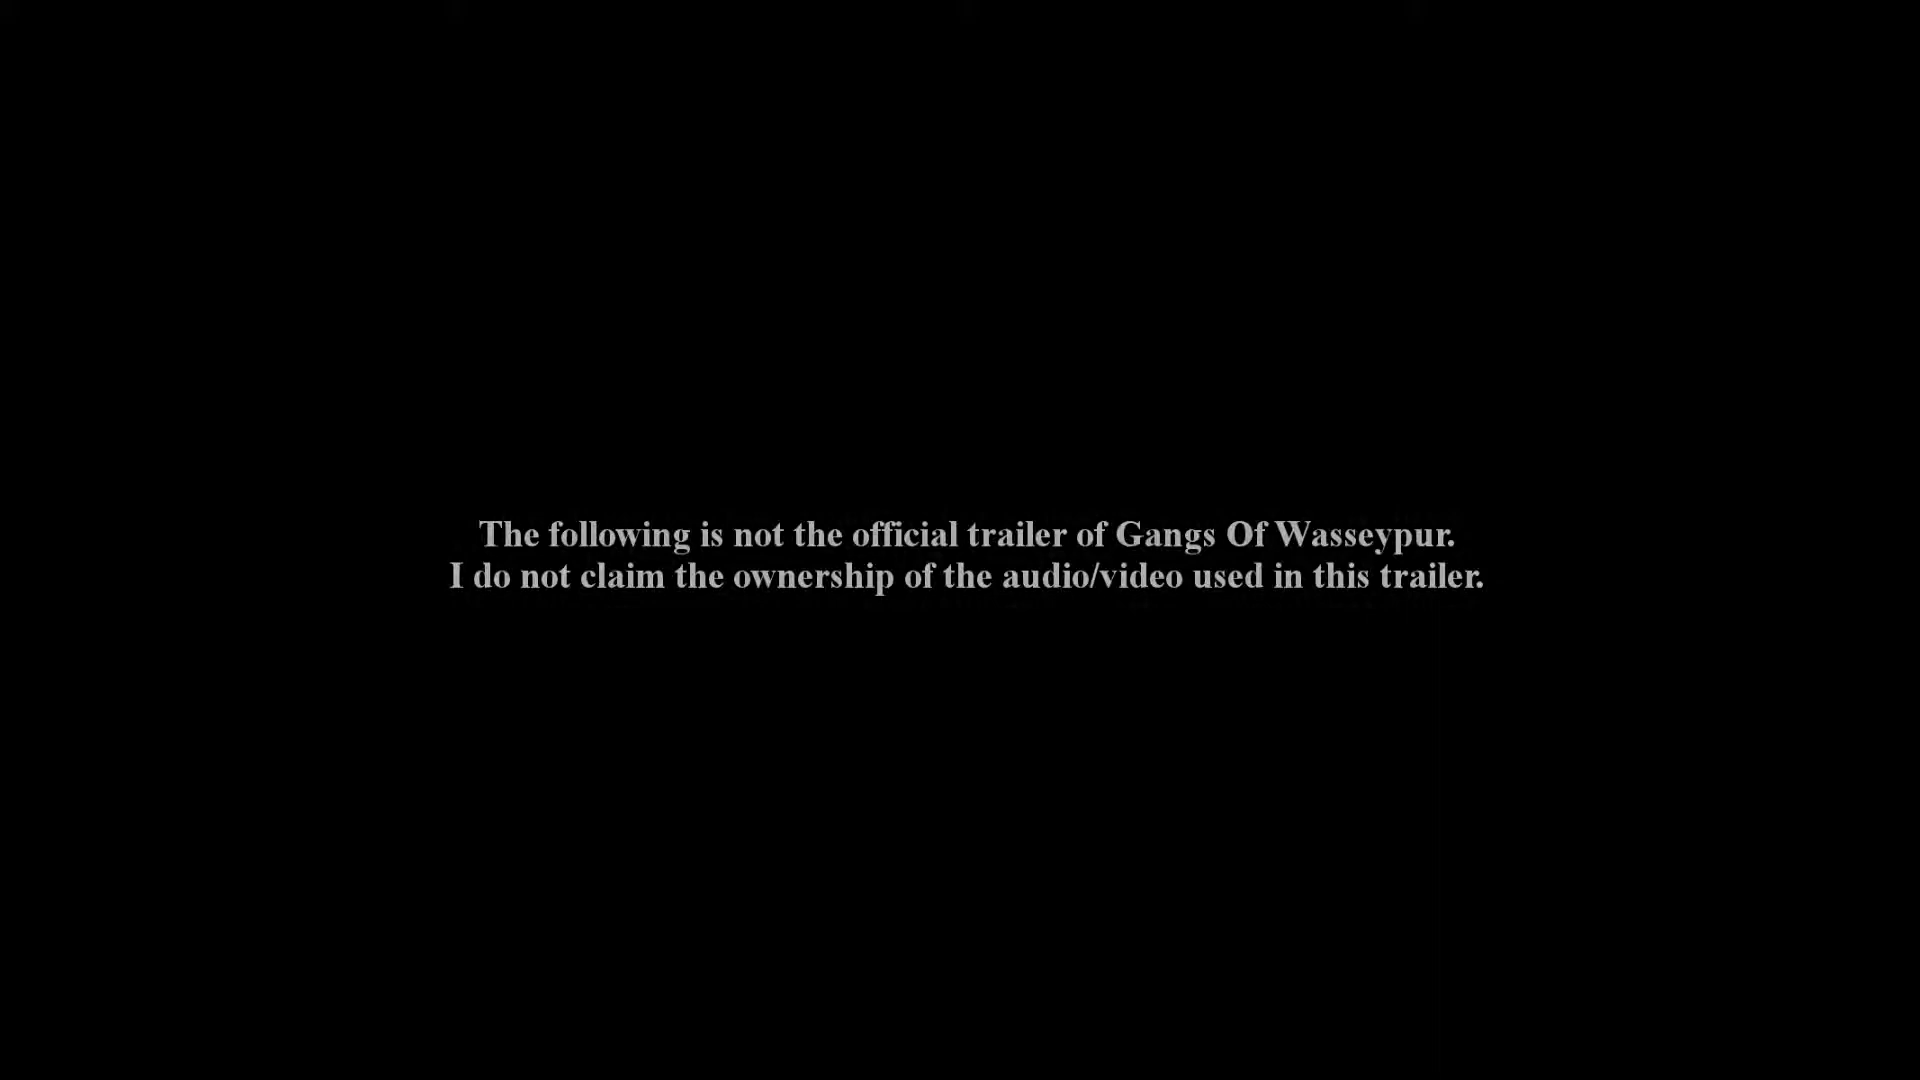 The following is not the official trailer of Gangs Of Wasseypur.
I do not claim the ownership of the audio/video used in this trailer.